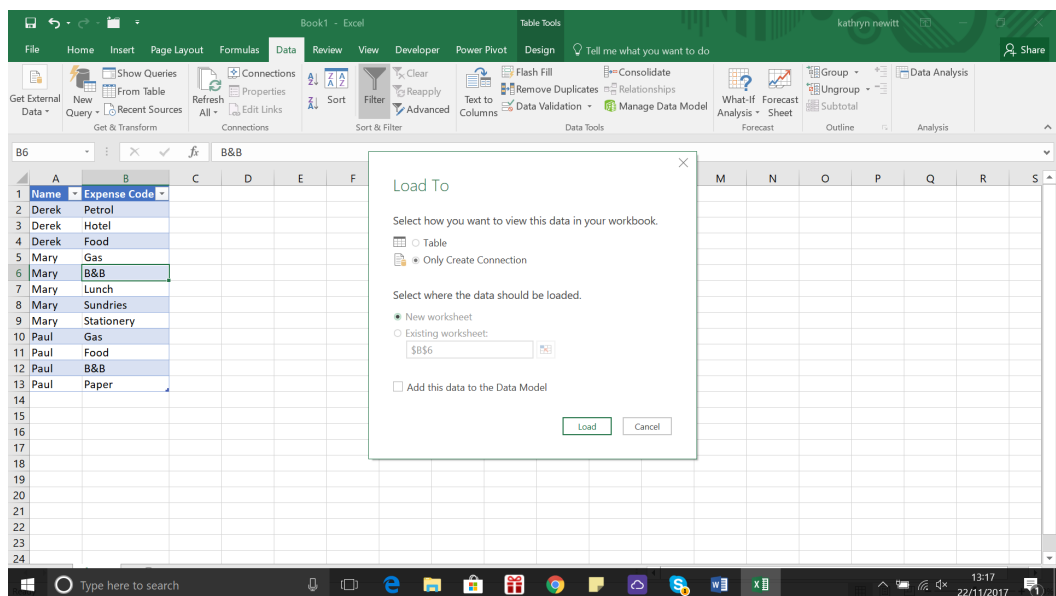 Book1 - Excel
Table Tools
kathryn newitt
File Home Insert Page Layout Formulas Data Review View Developer Power Pivot Design Tell me what you want to do Share
Get External Data
New Query
Show Queries
From Table
Recent Sources
Get & Transform
Refresh All
Connections
Properties
Edit Links
Connections
Sort
Filter
Clear
Reapply
Advanced
Sort & Filter
Text to Columns
Flash Fill
Remove Duplicates
Data Validation
Consolidate
Relationships
Manage Data Model
Data Tools
What-If Analysis
Forecast Sheet
Forecast
Group
Ungroup
Subtotal
Outline
Data Analysis
Analysis
B6 fx B&B
A B C D E F M N O P Q R S
1 Name Expense Code
2 Derek Petrol
3 Derek Hotel
4 Derek Food
5 Mary Gas
6 Mary B&B
7 Mary Lunch
8 Mary Sundries
9 Mary Stationery
10 Paul Gas
11 Paul Food
12 Paul B&B
13 Paul Paper
14
15
16
17
18
19
20
21
22
23
24
Load To
Select how you want to view this data in your workbook.
Table
Only Create Connection
Select where the data should be loaded.
New worksheet
Existing worksheet:
$B$6
Add this data to the Data Model
Load Cancel
Type here to search
13:17
22/11/2017